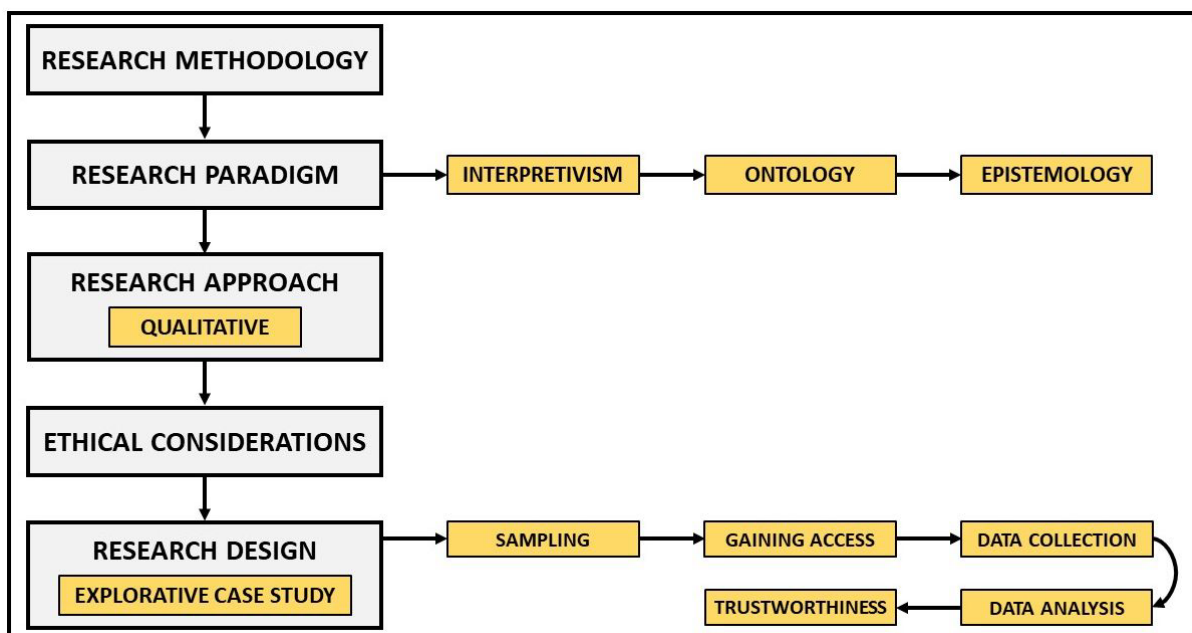 RESEARCH METHODOLOGY
RESEARCH PARADIGM
INTERPRETIVISM
ONTOLOGY
EPISTEMOLOGY
RESEARCH APPROACH
QUALITATIVE
ETHICAL CONSIDERATIONS
RESEARCH DESIGN
EXPLORATIVE CASE STUDY
SAMPLING
GAINING ACCESS
DATA COLLECTION
DATA ANALYSIS
TRUSTWORTHINESS